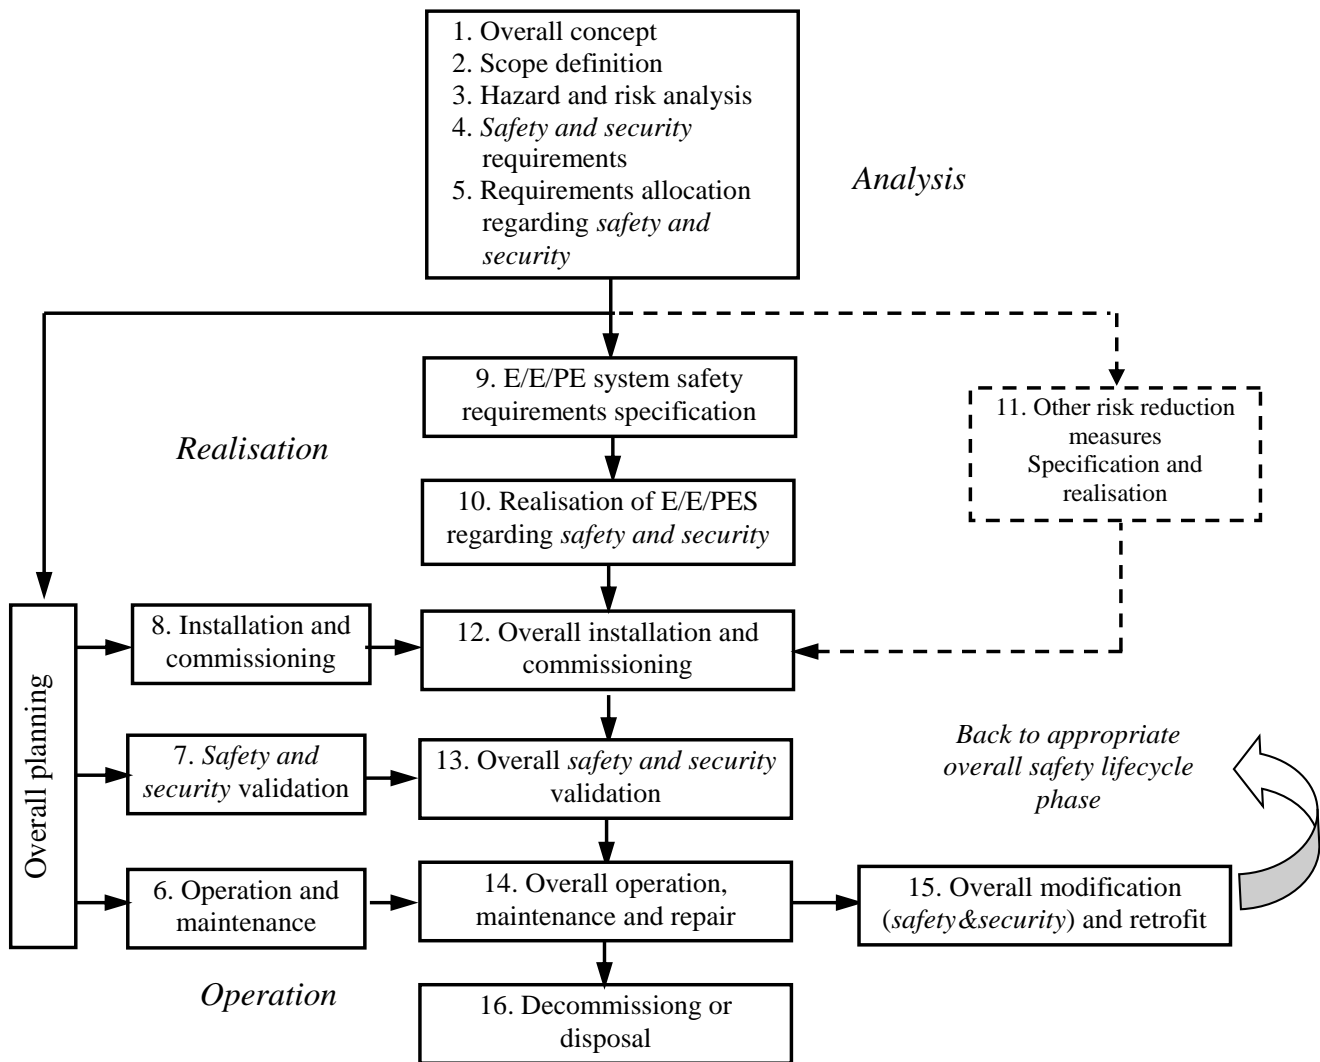 1. Overall concept
2. Scope definition
3. Hazard and risk analysis
4. Safety and security
requirements
5. Requirements allocation
regarding safety and
security
Analysis
9. E/E/PE system safety
requirements specification
11. Other risk reduction
measures
Specification and
realisation
Realisation
10. Realisation of E/E/PES
regarding safety and security
Overall planning
8. Installation and
commissioning
12. Overall installation and
commissioning
7. Safety and
security validation
13. Overall safety and security
validation
Back to appropriate
overall safety lifecycle
phase
6. Operation and
maintenance
14. Overall operation,
maintenance and repair
15. Overall modification
(safety&security) and retrofit
Operation
16. Decommissiong or
disposal